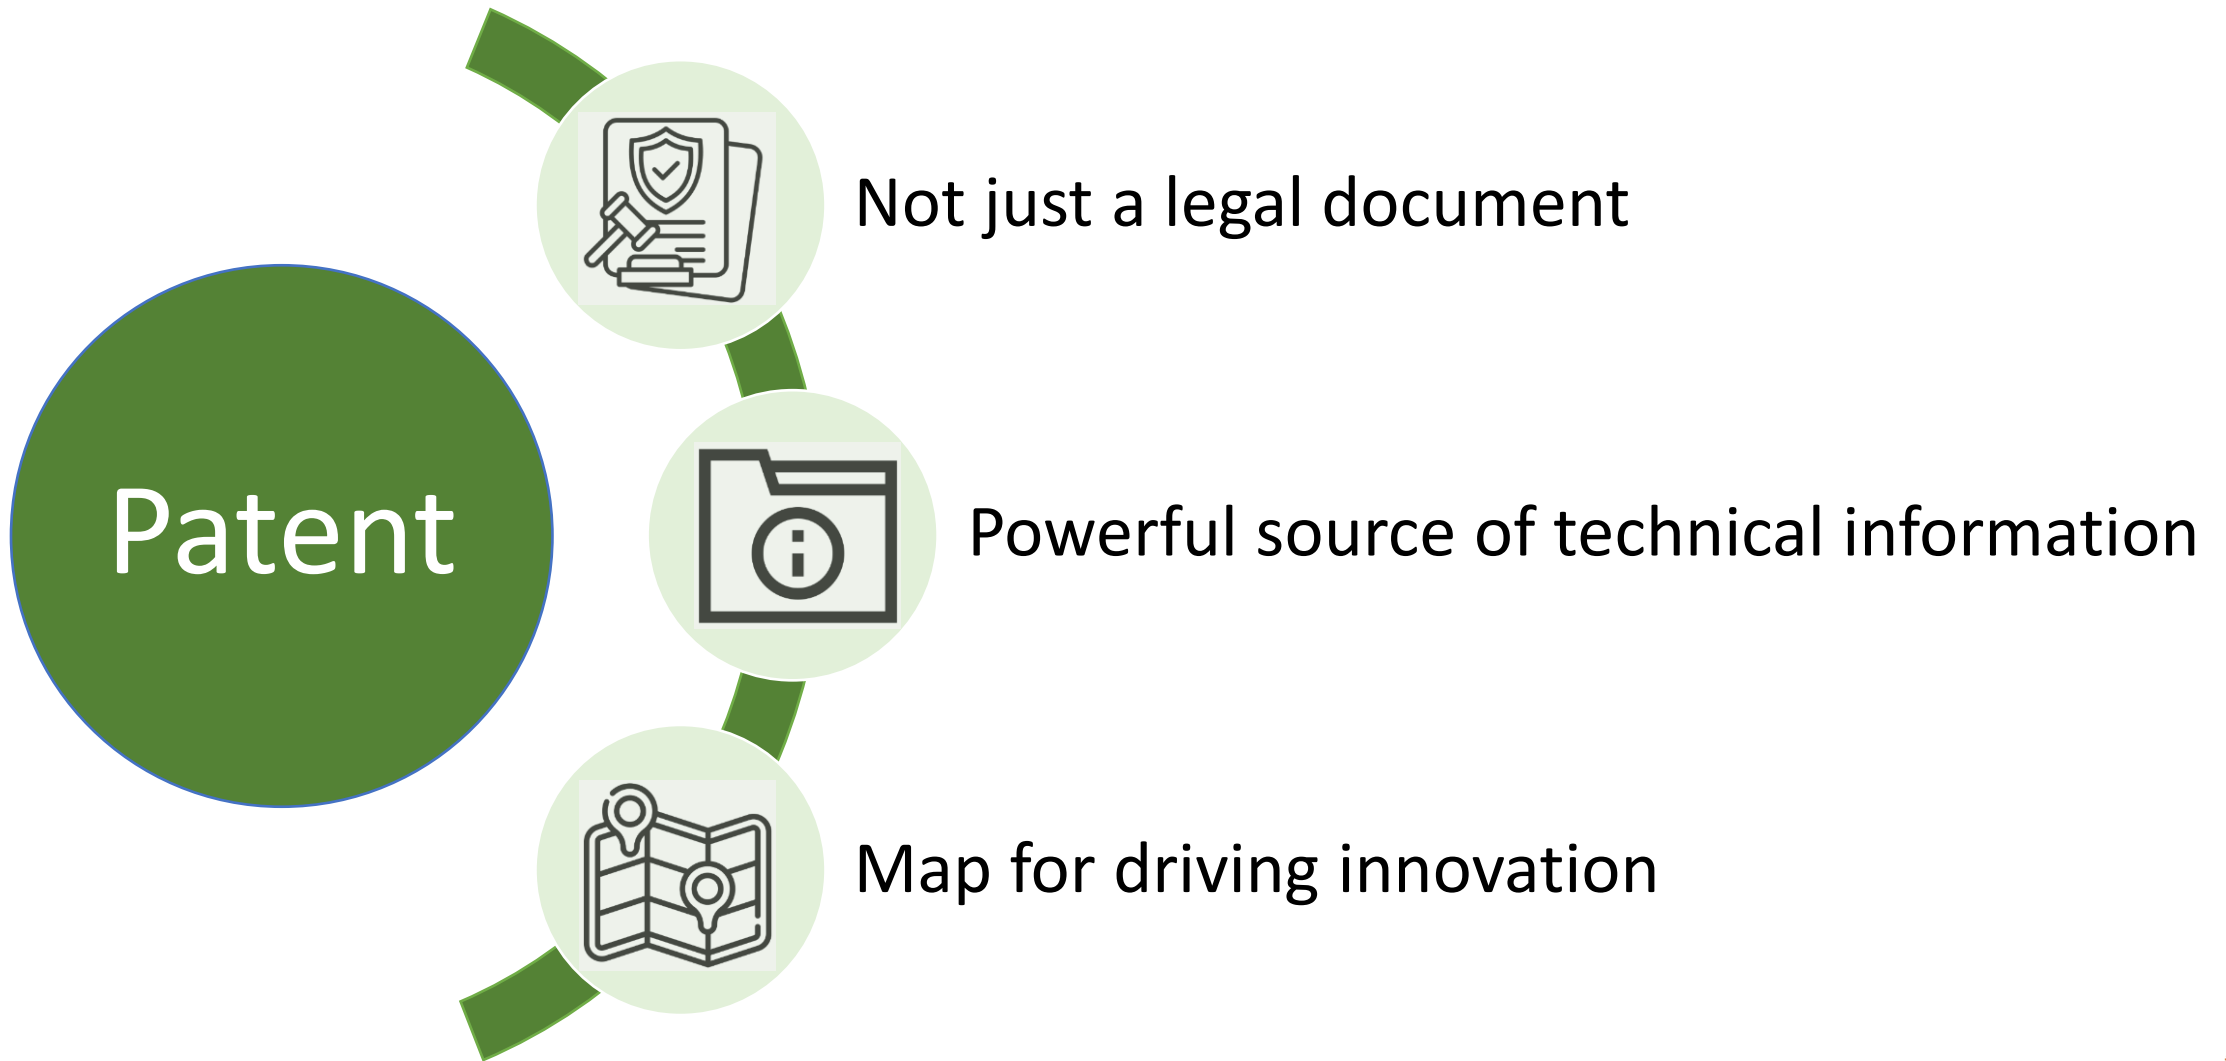 Not just a legal document
Patent
Powerful source of technical information
Map for driving innovation